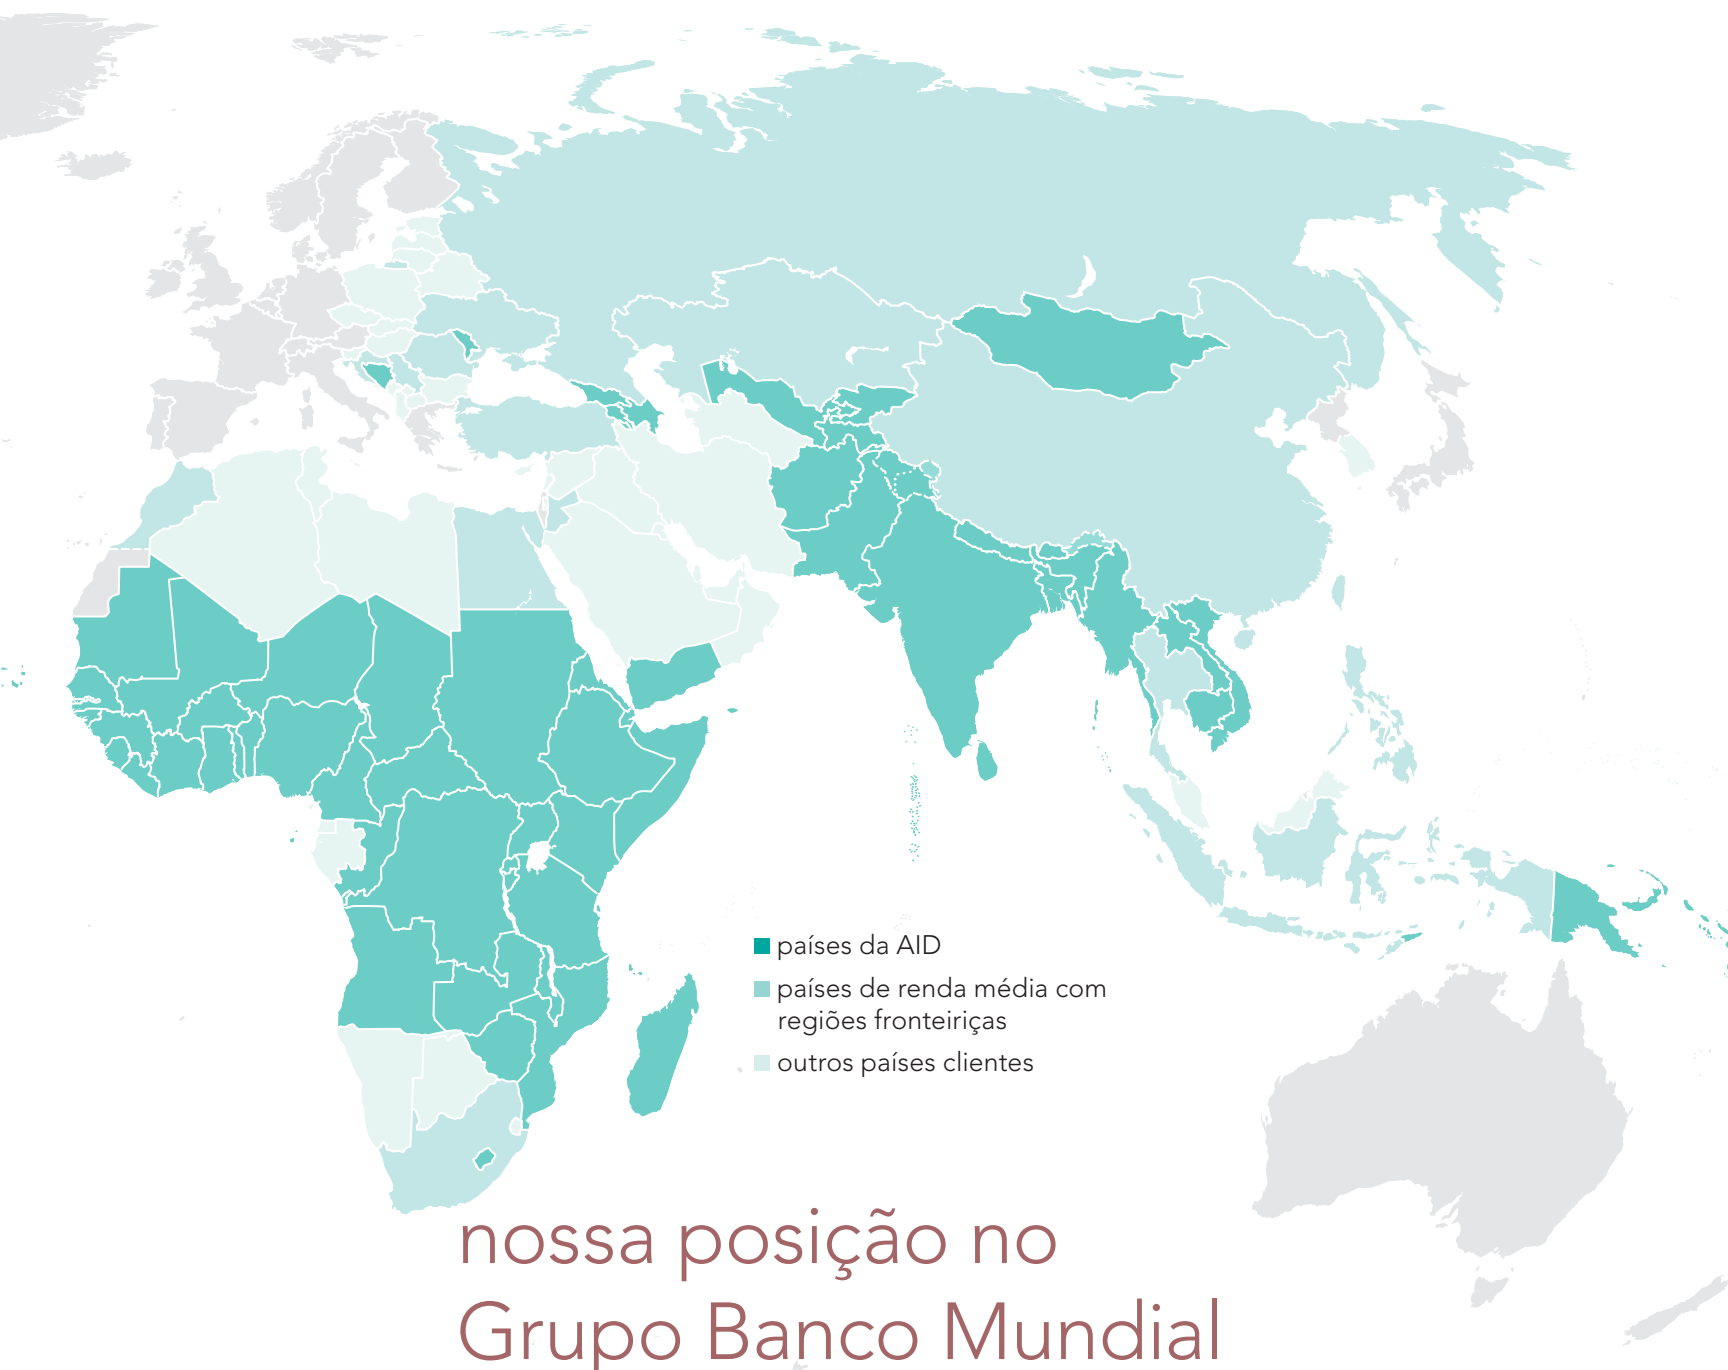 países da AID
países de renda média com
regiões fronteiriças
outros países clientes
nossa posição no
Grupo Banco Mundial